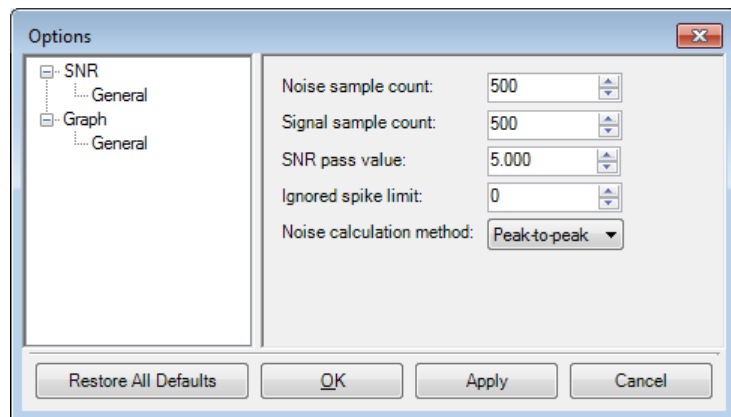 Options
SNR
General
Graph
General
Noise sample count: 500
Signal sample count: 500
SNR pass value: 5.000
Ignored spike limit: 0
Noise calculation method: Peak-to-peak
Restore All Defaults OK Apply Cancel